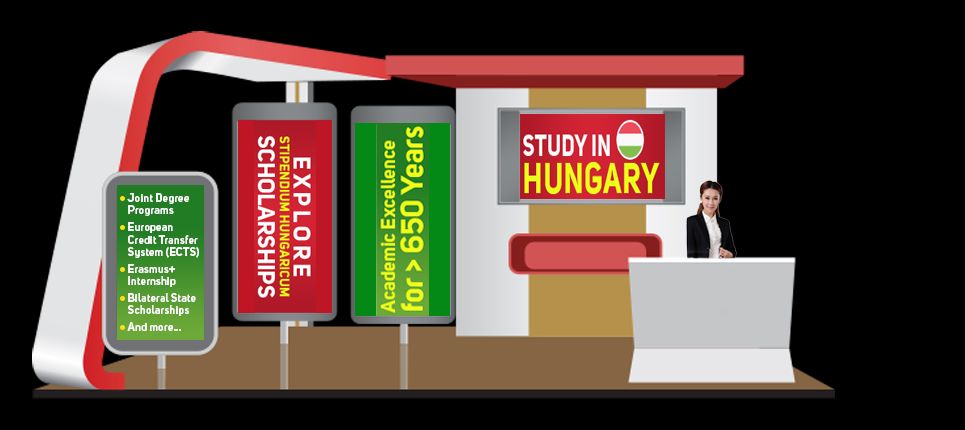 Joint Degree
Programs
European
Credit Transfer
System (ECTS)
Erasmus+
Internship
Bilateral State
Scholarships
And more...
EXPLORE
STIPENDIUM HUNGARICUM
SCHOLARSHIPS
Academic Excellence
for > 650 Years
STUDY IN
HUNGARY